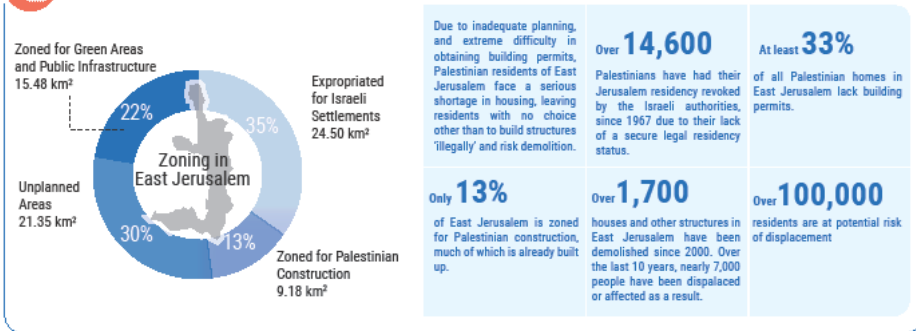 Zoned for Green Areas
and Public Infrastructure
15.48 km²
22%
35%
Expropriated
for Israeli
Settlements
24.50 km²
Zoning in
East Jerusalem
Unplanned
Areas
21.35 km²
30%
13%
Zoned for Palestinian
Construction
9.18 km²
Due to inadequate planning,
and extreme difficulty in
obtaining building permits,
Palestinian residents of East
Jerusalem face a serious
shortage in housing, leaving
residents with no choice
other than to build structures
'illegally' and risk demolition.
Over 14,600
Palestinians have had their
Jerusalem residency revoked
by the Israeli authorities,
since 1967 due to their lack
of a secure legal residency
status.
At least 33%
of all Palestinian homes in
East Jerusalem lack building
permits.
Only 13%
of East Jerusalem is zoned
for Palestinian construction,
much of which is already built
up.
Over 1,700
houses and other structures in
East Jerusalem have been
demolished since 2000. Over
the last 10 years, nearly 7,000
people have been dispalaced
or affected as a result.
Over 100,000
residents are at potential risk
of displacement